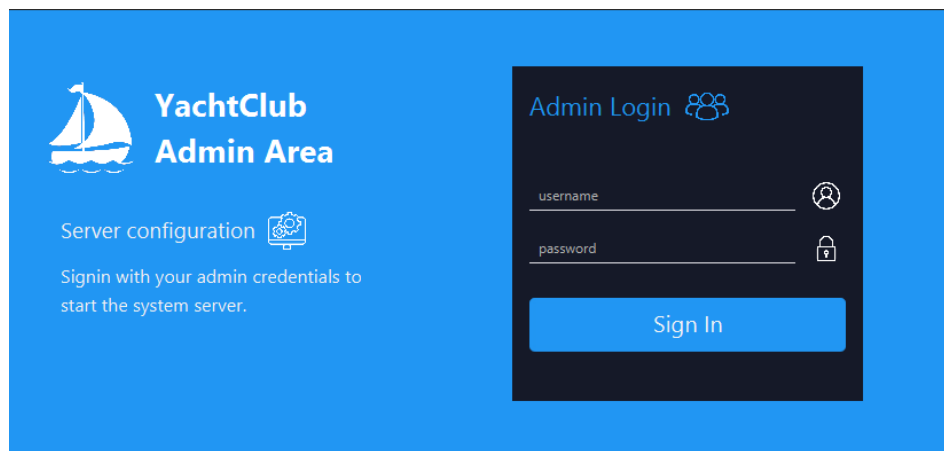 YachtClub
Admin Area
Server configuration
Signin with your admin credentials to
start the system server.
Admin Login
username
password
Sign In